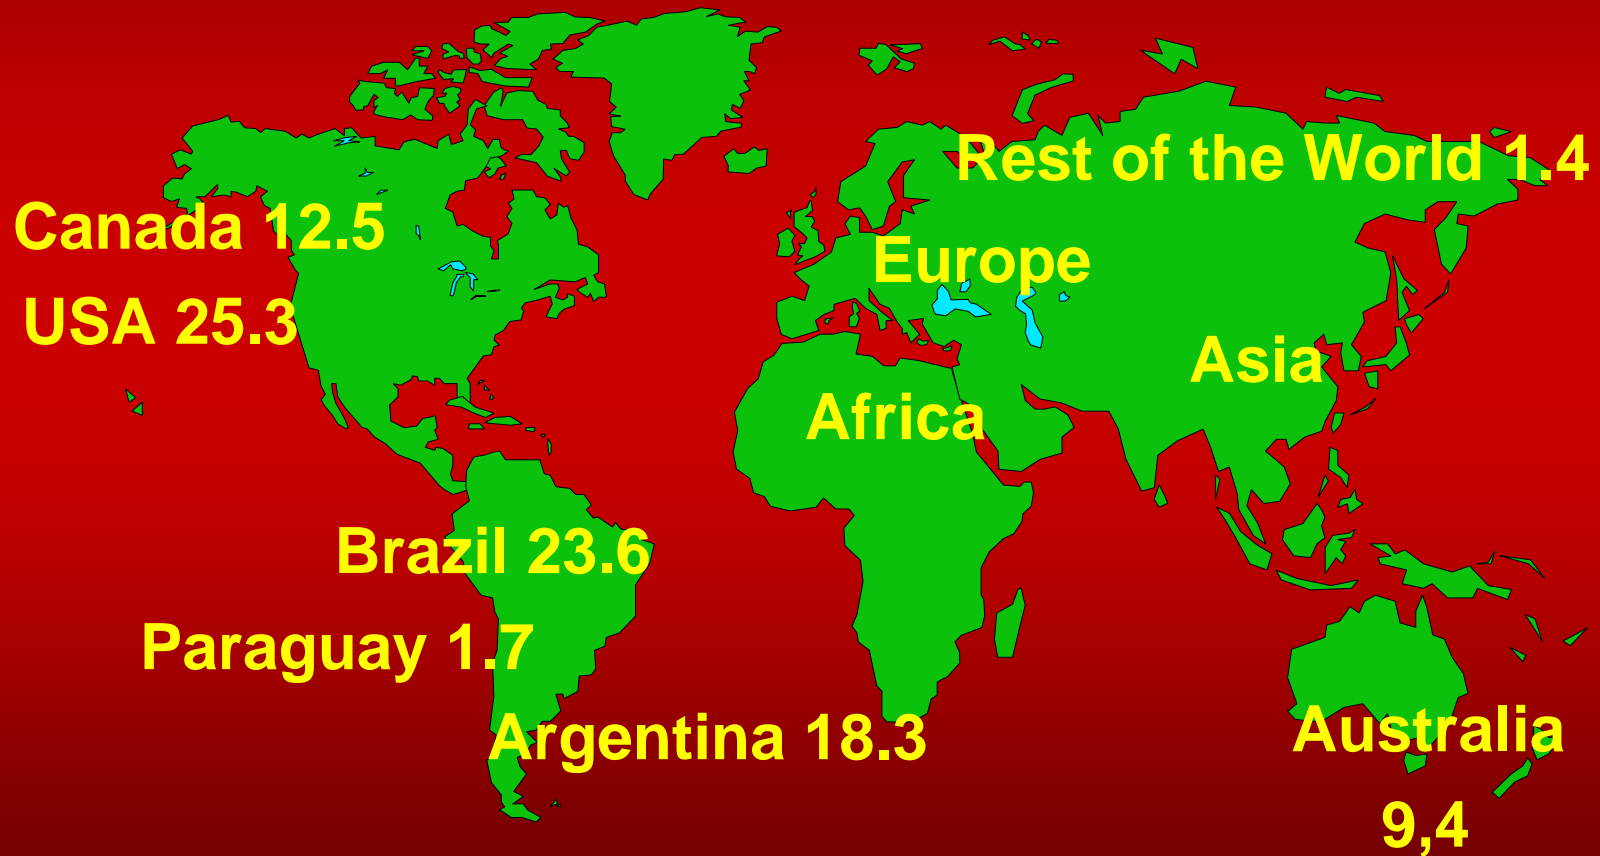 Rest of the World 1.4
Canada 12.5
Europe
USA 25.3
Asia
Africa
Brazil 23.6
Paraguay 1.7
Argentina 18.3
Australia
9,4